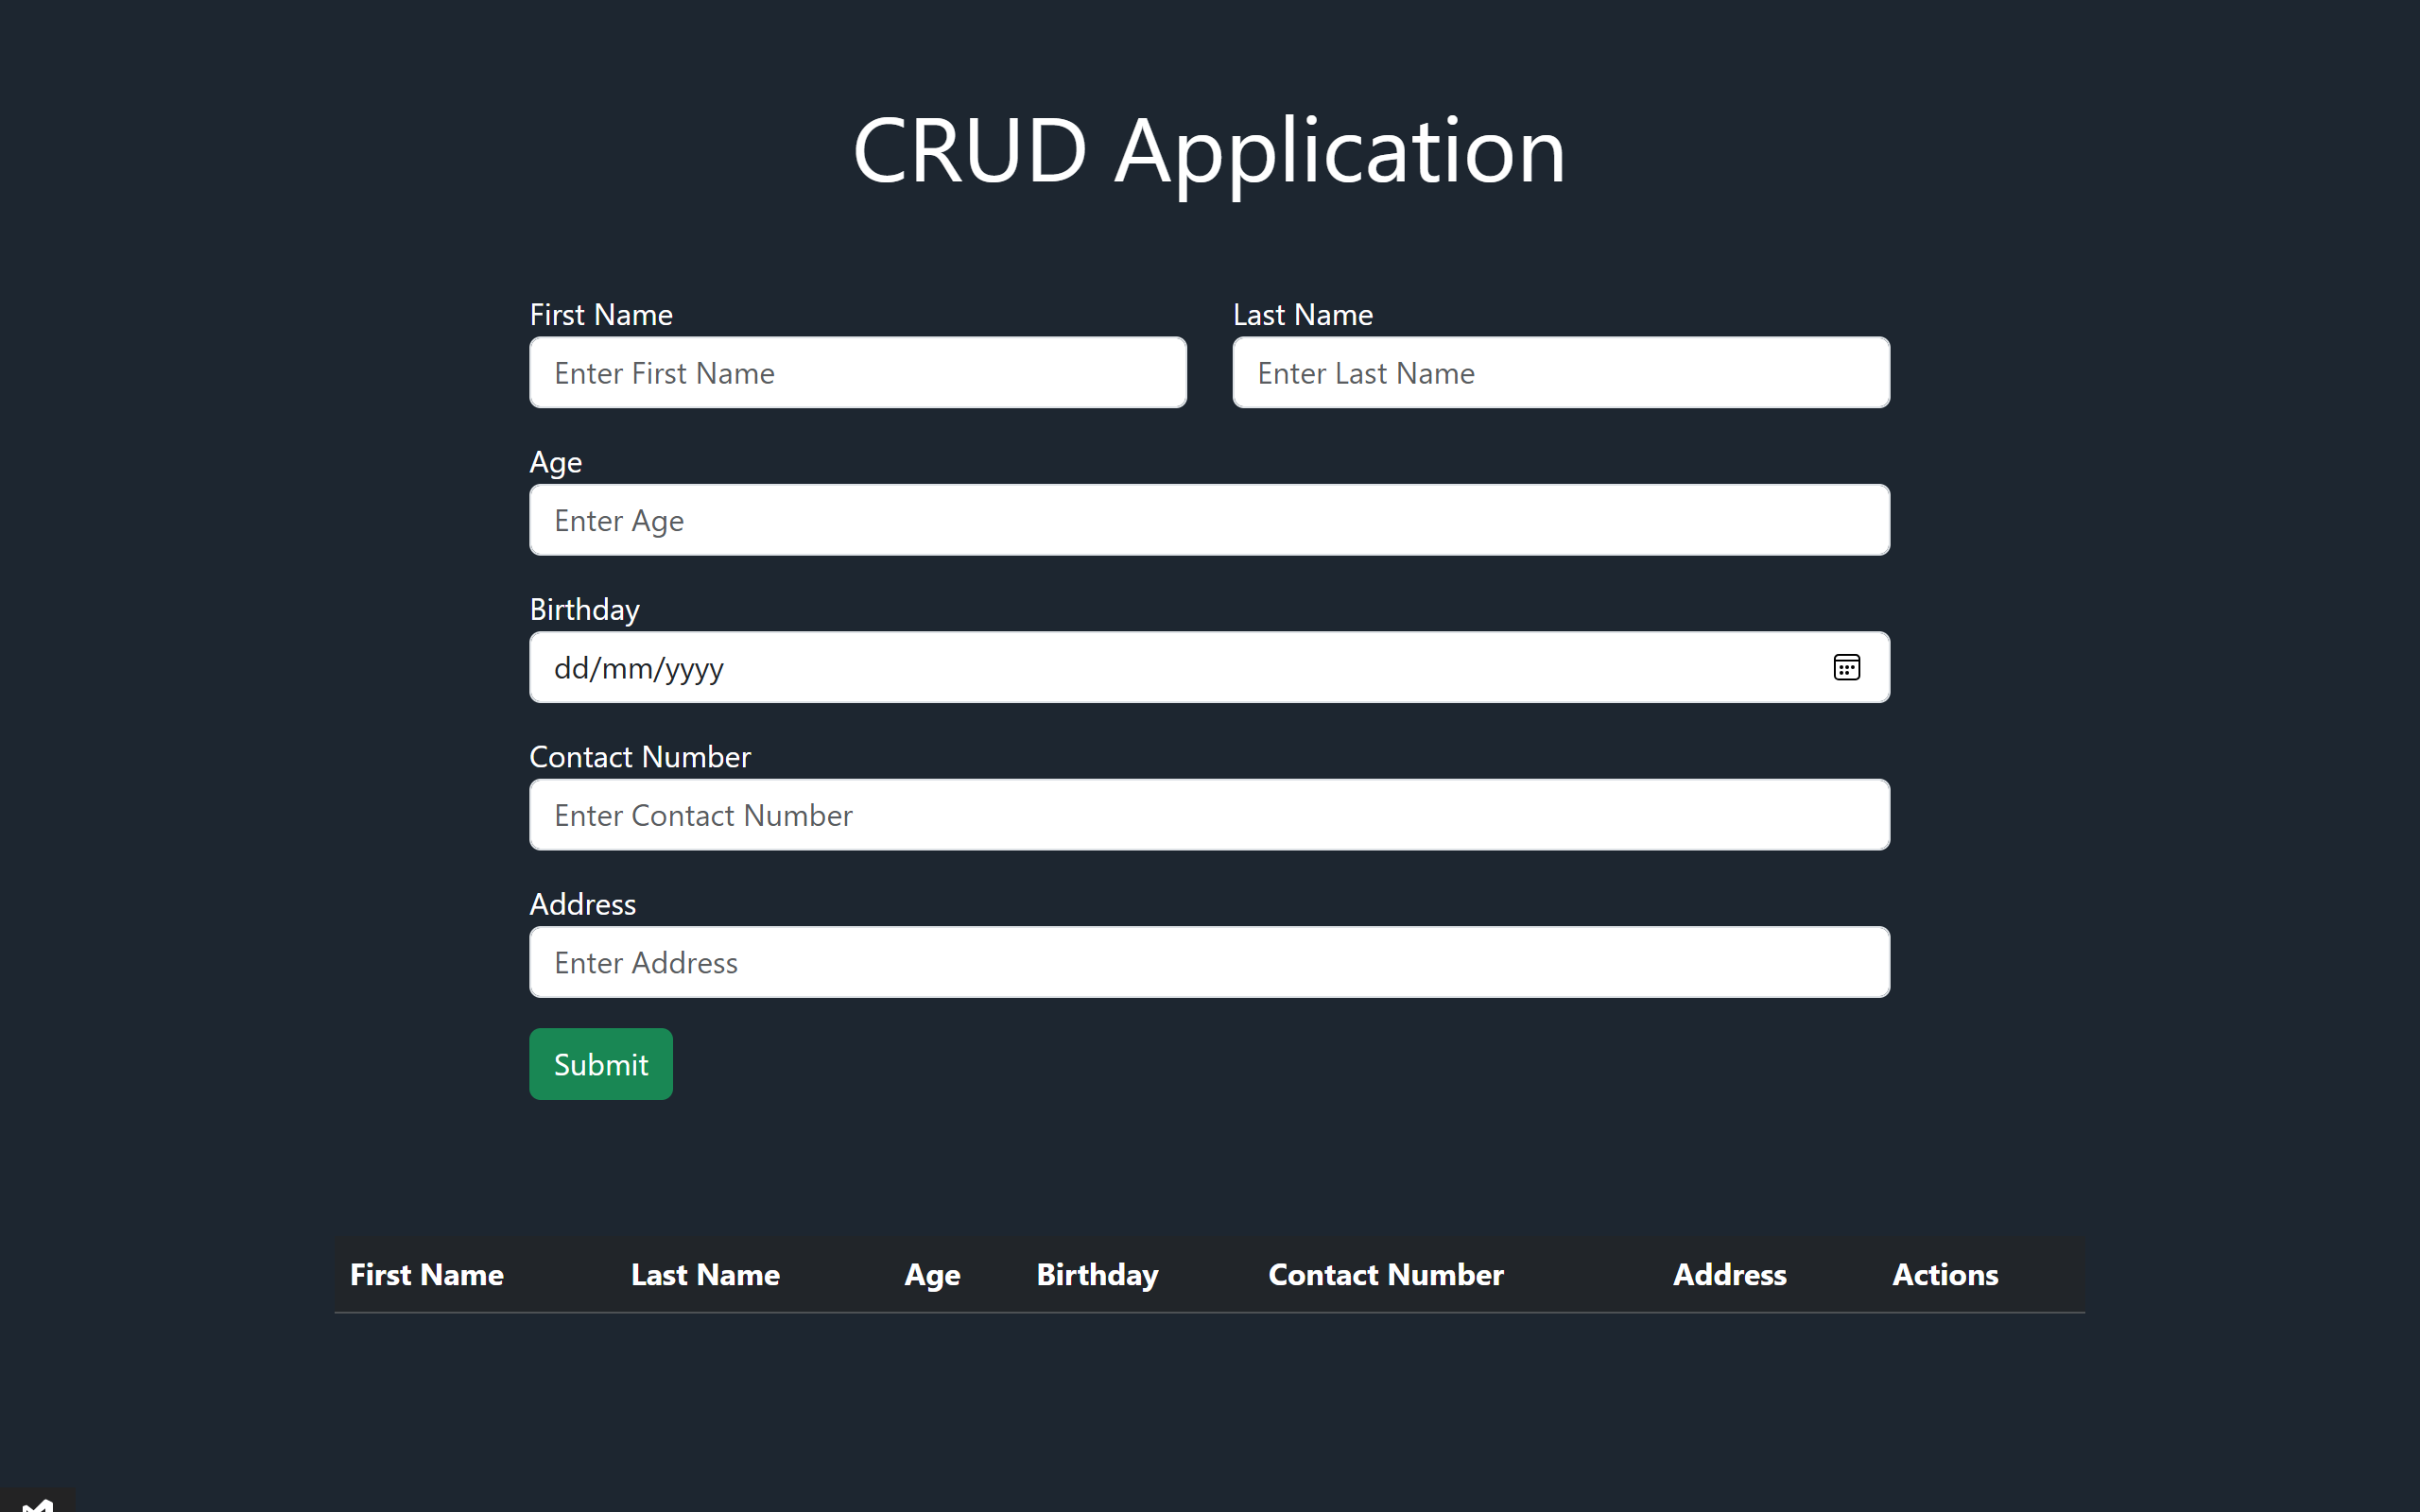 CRUD Application
First Name Last Name
Enter First Name Enter Last Name
Age
Enter Age
Birthday
dd/mm/yyyy
Contact Number
Enter Contact Number
Address
Enter Address
Submit
First Name Last Name Age Birthday Contact Number Address Actions